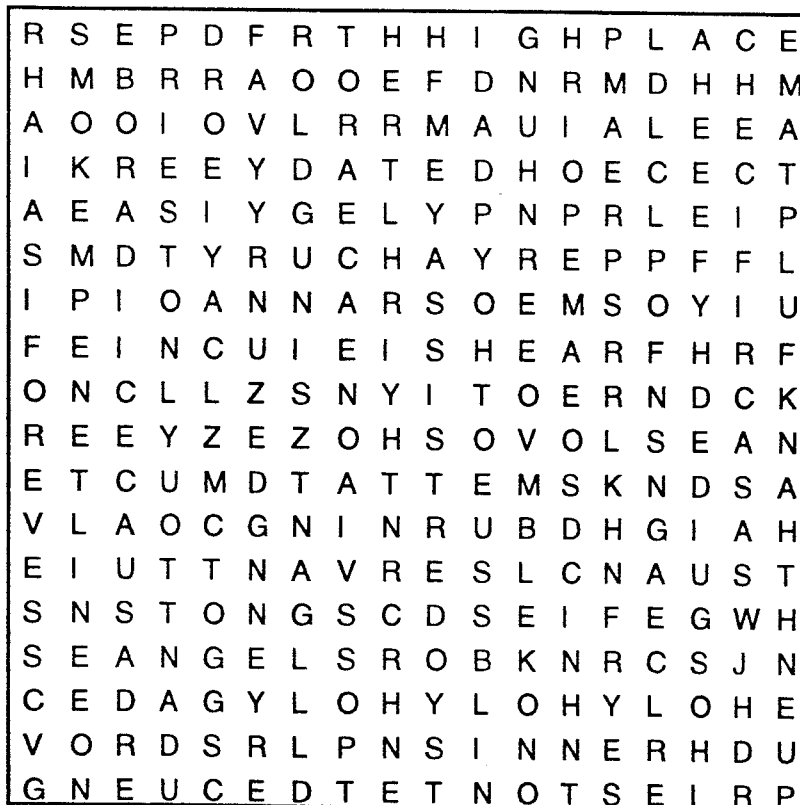 R S E P D F R T H H I G H P L A C E
H M B R R A O O E F D N R M D H H M
A O O I O V L R R M A U I A L E E A
I K R E E Y D A T E D H O E C E C T
A E A S I Y G E L Y P N P R L E I P
S M D T Y R U C H A Y R E P P F F L
I P I O A N N A R S O E M S O Y I U
F E I N C U I E I S H E A R F H R F
O N C L L Z S N Y I T O E R N D C K
R E E Y Z E Z O H S O V O L S E A N
E T C U M D T A T T E M S K N D S A
V L A O C G N I N R U B D H G I A H
E I U T T N A V R E S L C N A U S T
S N S T O N G S C D S E I F E G W H
S E A N G E L S R O B K N R C S J N
C E D A G Y L O H Y L O H Y L O H E
V O R D S R L P N S I N N E R H D U
G N E U C E D T E T N O T S E I R P